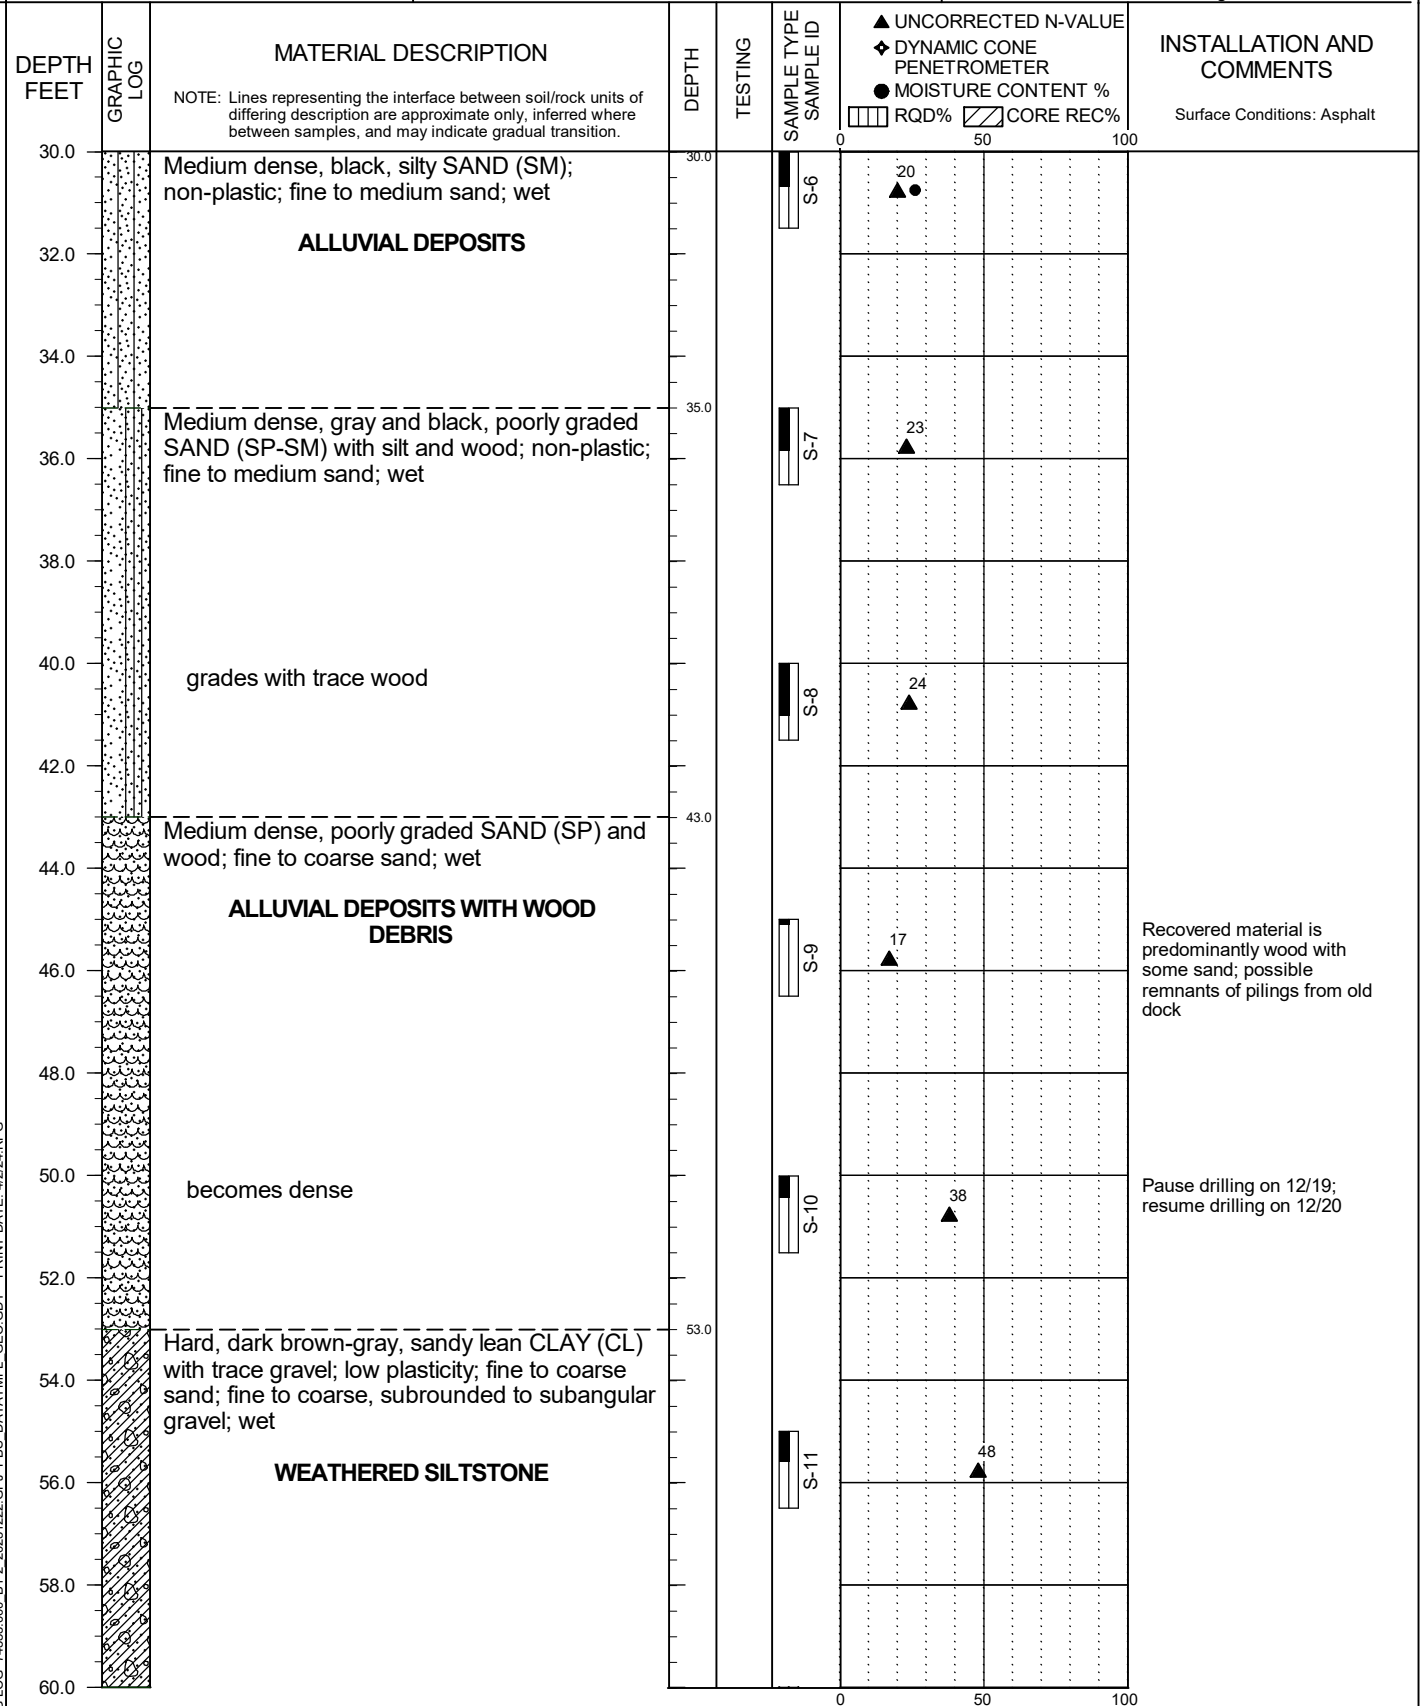 ▲ UNCORRECTED N-VALUE
DYNAMIC CONE
PENETROMETER
● MOISTURE CONTENT %
RQD% CORE REC%
DEPTH
FEET
GRAPHIC
LOG
MATERIAL DESCRIPTION
NOTE: Lines representing the interface between soil/rock units of
differing description are approximate only, inferred where
between samples, and may indicate gradual transition.
DEPTH
TESTING
SAMPLE TYPE
SAMPLE ID
INSTALLATION AND
COMMENTS
Surface Conditions: Asphalt
0 50 100
30.0
Medium dense, black, silty SAND (SM);
non-plastic; fine to medium sand; wet
ALLUVIAL DEPOSITS
30.0
S-6
20
32.0
34.0
Medium dense, gray and black, poorly graded
SAND (SP-SM) with silt and wood; non-plastic;
fine to medium sand; wet
35.0
S-7
23
36.0
38.0
40.0
grades with trace wood
S-8
24
42.0
Medium dense, poorly graded SAND (SP) and
wood; fine to coarse sand; wet
43.0
44.0
ALLUVIAL DEPOSITS WITH WOOD
DEBRIS
S-9
17
Recovered material is
predominantly wood with
some sand; possible
remnants of pilings from old
dock
46.0
48.0
50.0
becomes dense
S-10
38
Pause drilling on 12/19;
resume drilling on 12/20
52.0
Hard, dark brown-gray, sandy lean CLAY (CL)
with trace gravel; low plasticity; fine to coarse
sand; fine to coarse, subrounded to subangular
gravel; wet
53.0
54.0
WEATHERED SILTSTONE
S-11
48
56.0
58.0
60.0
0 50 100